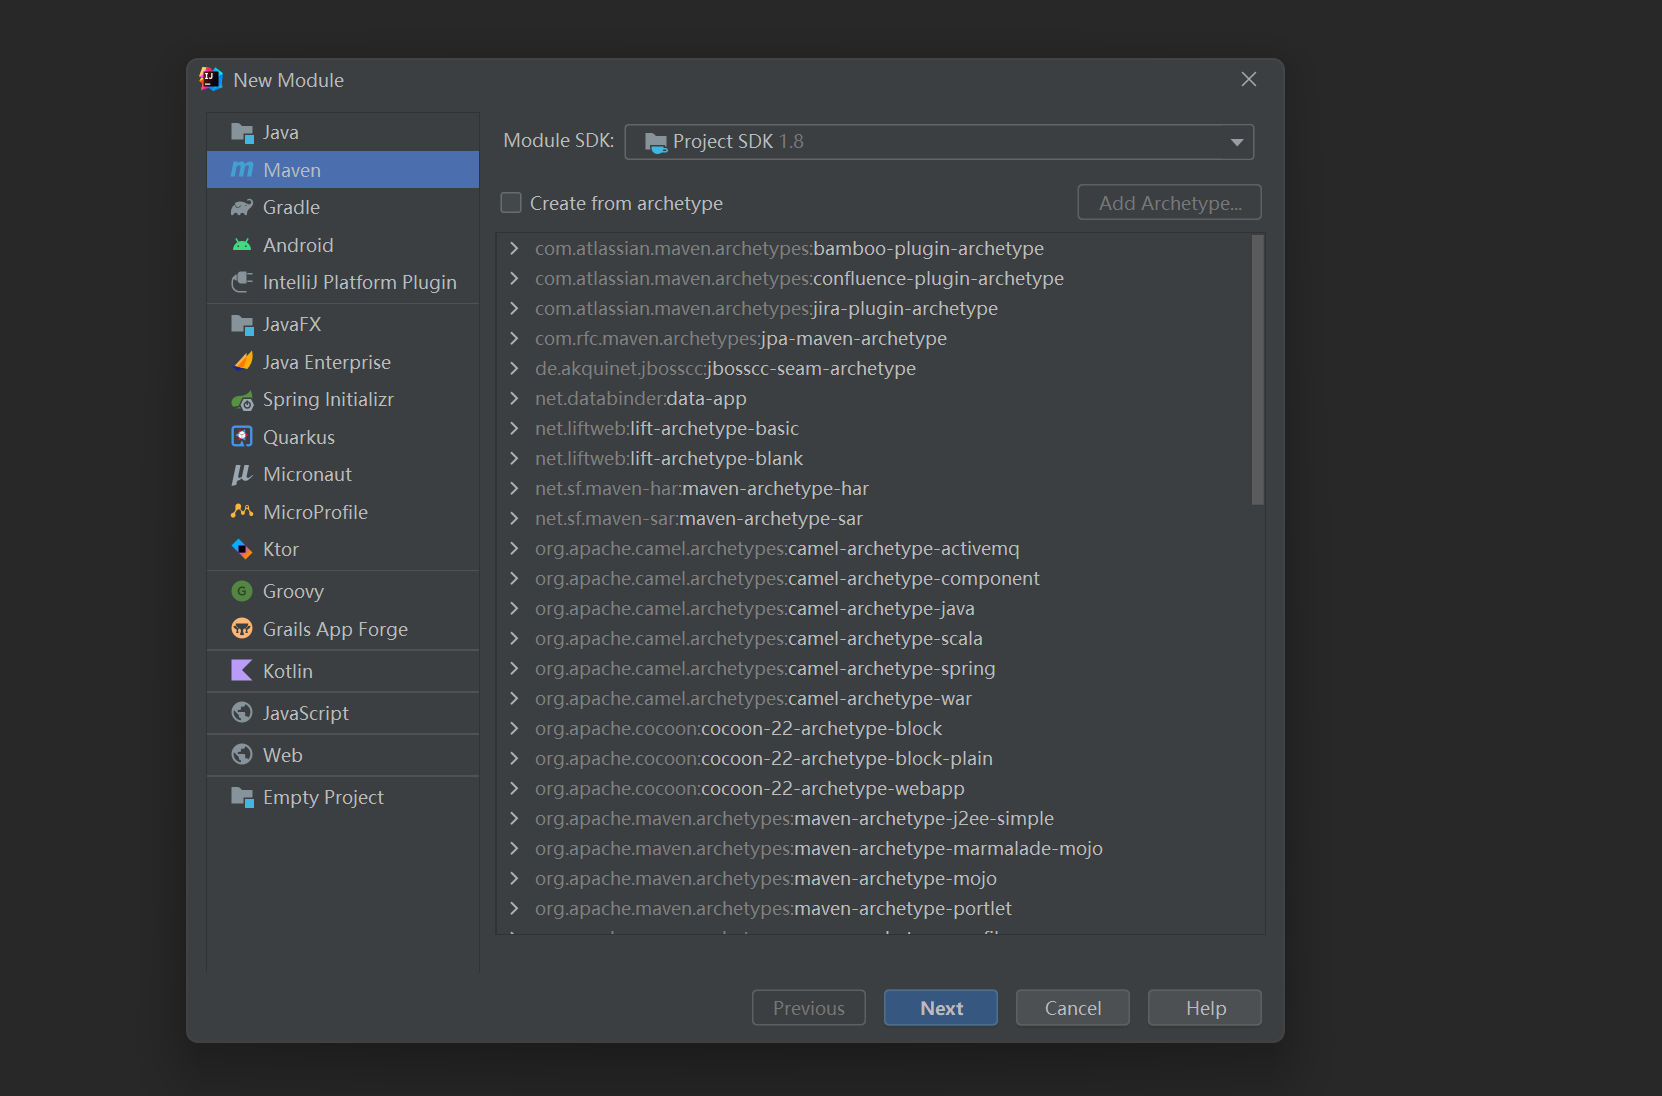 New Module
Java
Maven
Gradle
Android
IntelliJ Platform Plugin
JavaFX
Java Enterprise
Spring Initializr
Quarkus
Micronaut
MicroProfile
Ktor
Groovy
Grails App Forge
Kotlin
JavaScript
Web
Empty Project
Module SDK: Project SDK 1.8
Create from archetype Add Archetype...
com.atlassian.maven.archetypes:bamboo-plugin-archetype
com.atlassian.maven.archetypes:confluence-plugin-archetype
com.atlassian.maven.archetypes:jira-plugin-archetype
com.rfc.maven.archetypes:jpa-maven-archetype
de.akquinet.jbosscc:jbosscc-seam-archetype
net.databinder:data-app
net.liftweb:lift-archetype-basic
net.liftweb:lift-archetype-blank
net.sf.maven-har:maven-archetype-har
net.sf.maven-sar:maven-archetype-sar
org.apache.camel.archetypes:camel-archetype-activemq
org.apache.camel.archetypes:camel-archetype-component
org.apache.camel.archetypes:camel-archetype-java
org.apache.camel.archetypes:camel-archetype-scala
org.apache.camel.archetypes:camel-archetype-spring
org.apache.camel.archetypes:camel-archetype-war
org.apache.cocoon:cocoon-22-archetype-block
org.apache.cocoon:cocoon-22-archetype-block-plain
org.apache.cocoon:cocoon-22-archetype-webapp
org.apache.maven.archetypes:maven-archetype-j2ee-simple
org.apache.maven.archetypes:maven-archetype-marmalade-mojo
org.apache.maven.archetypes:maven-archetype-mojo
org.apache.maven.archetypes:maven-archetype-portlet
Previous Next Cancel Help